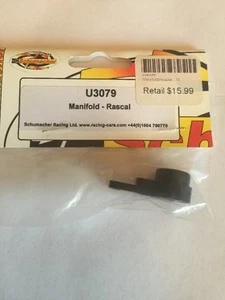 U3079
Manifold - Rascal
Retail $15.99
Schumacher Racing Ltd. www.racing-cars.com +44(0)1604 790770